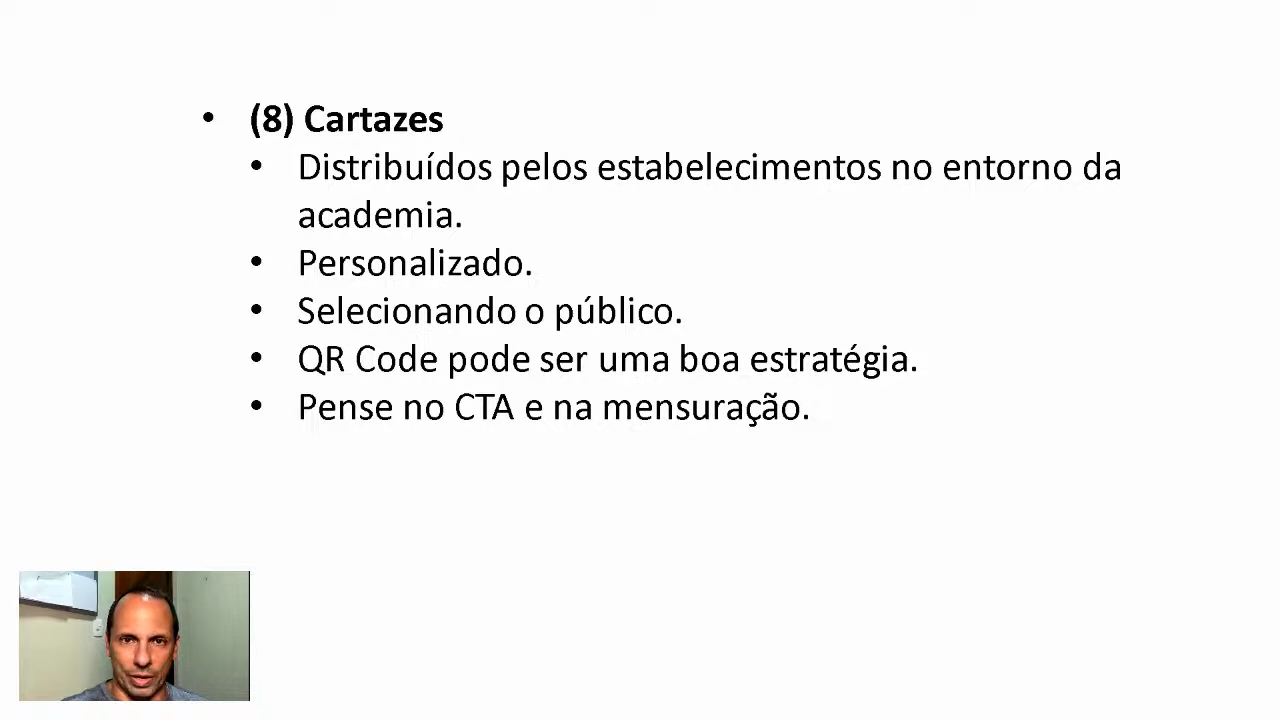 • (8) Cartazes
• Distribuídos pelos estabelecimentos no entorno da
academia.
• Personalizado.
• Selecionando o público.
• QR Code pode ser uma boa estratégia.
• Pense no CTA e na mensuração.